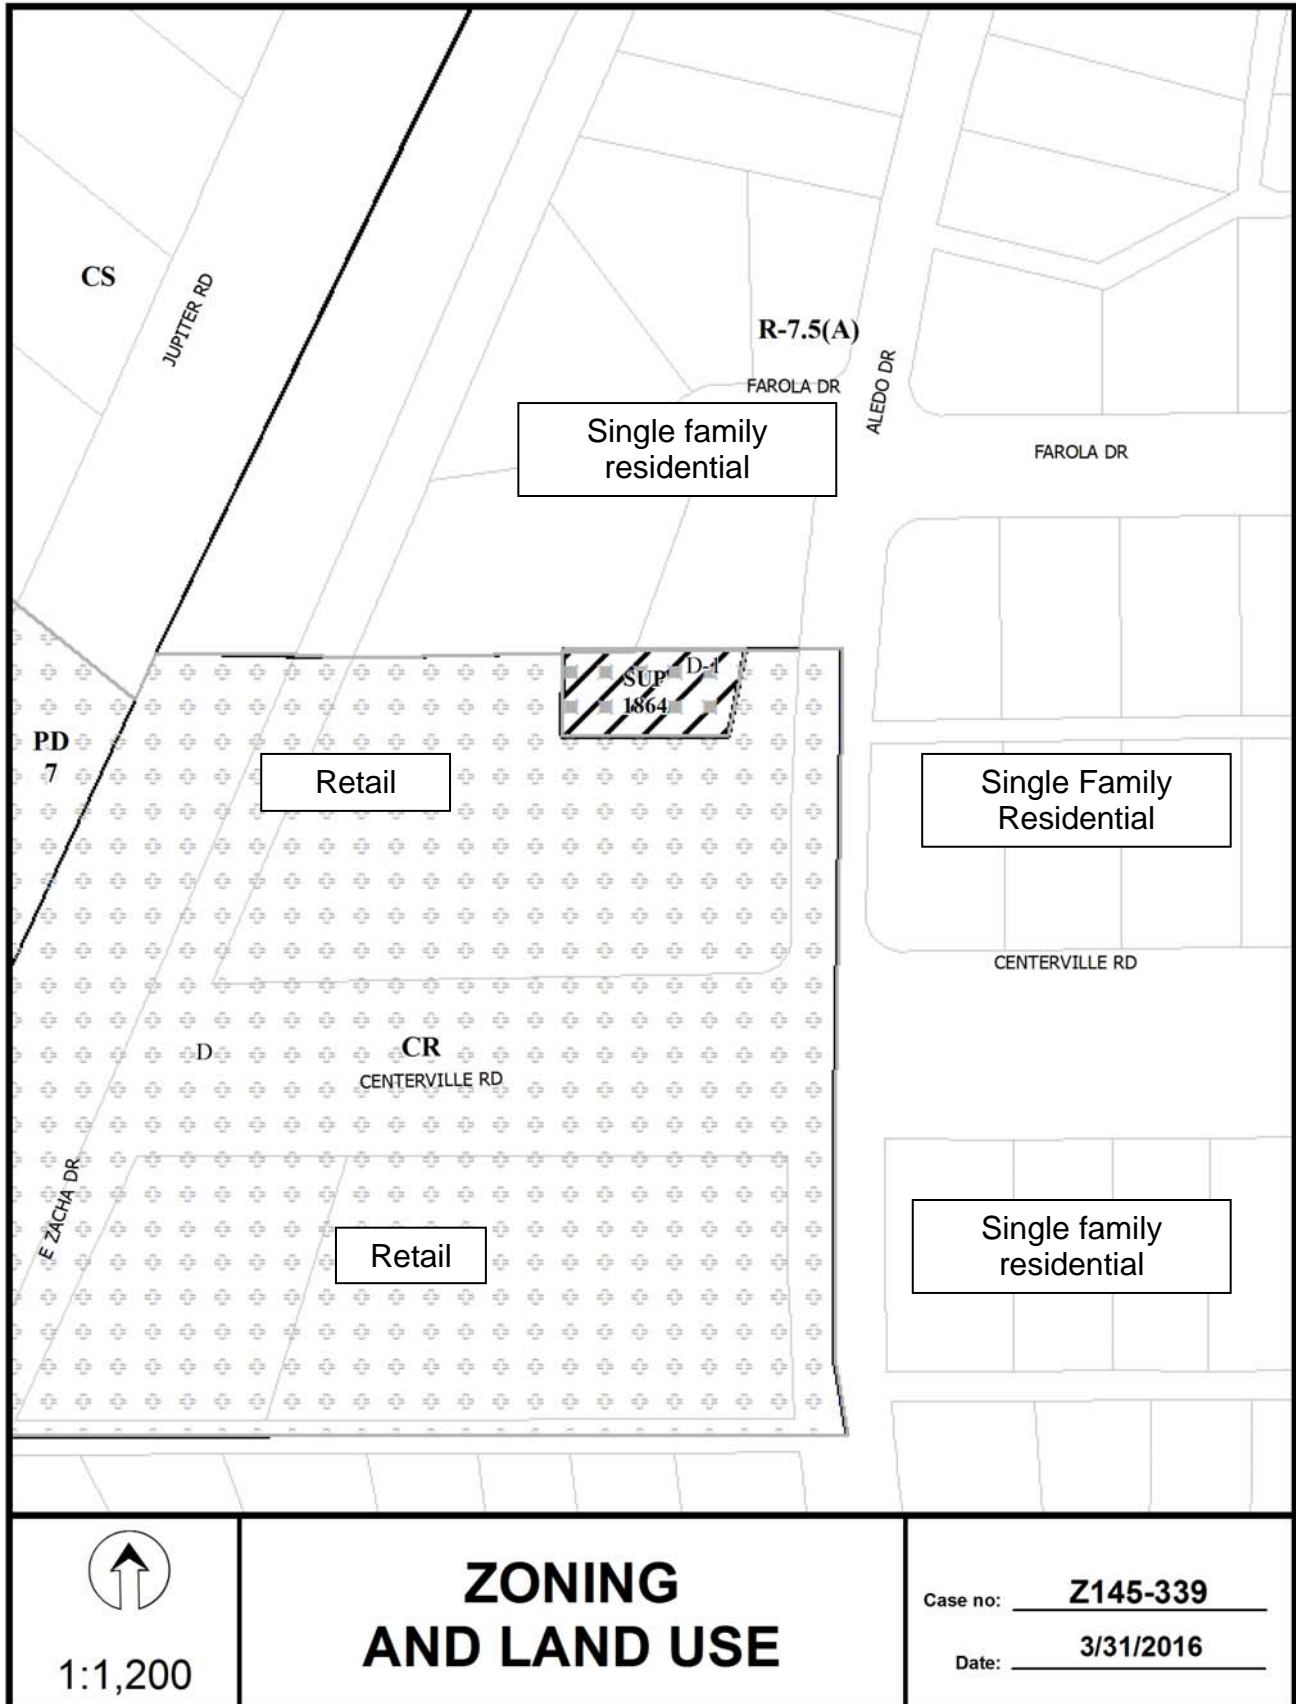 CS
JUPITER RD
R-7.5(A)
FAROLA DR
ALEDO DR
Single family
residential
FAROLA DR
D-1
SUP
1864
PD
7
Retail
Single Family
Residential
CENTERVILLE RD
D
CR
CENTERVILLE RD
E ZACHA DR
Retail
Single family
residential
1:1,200
ZONING
AND LAND USE
Case no: Z145-339
Date: 3/31/2016